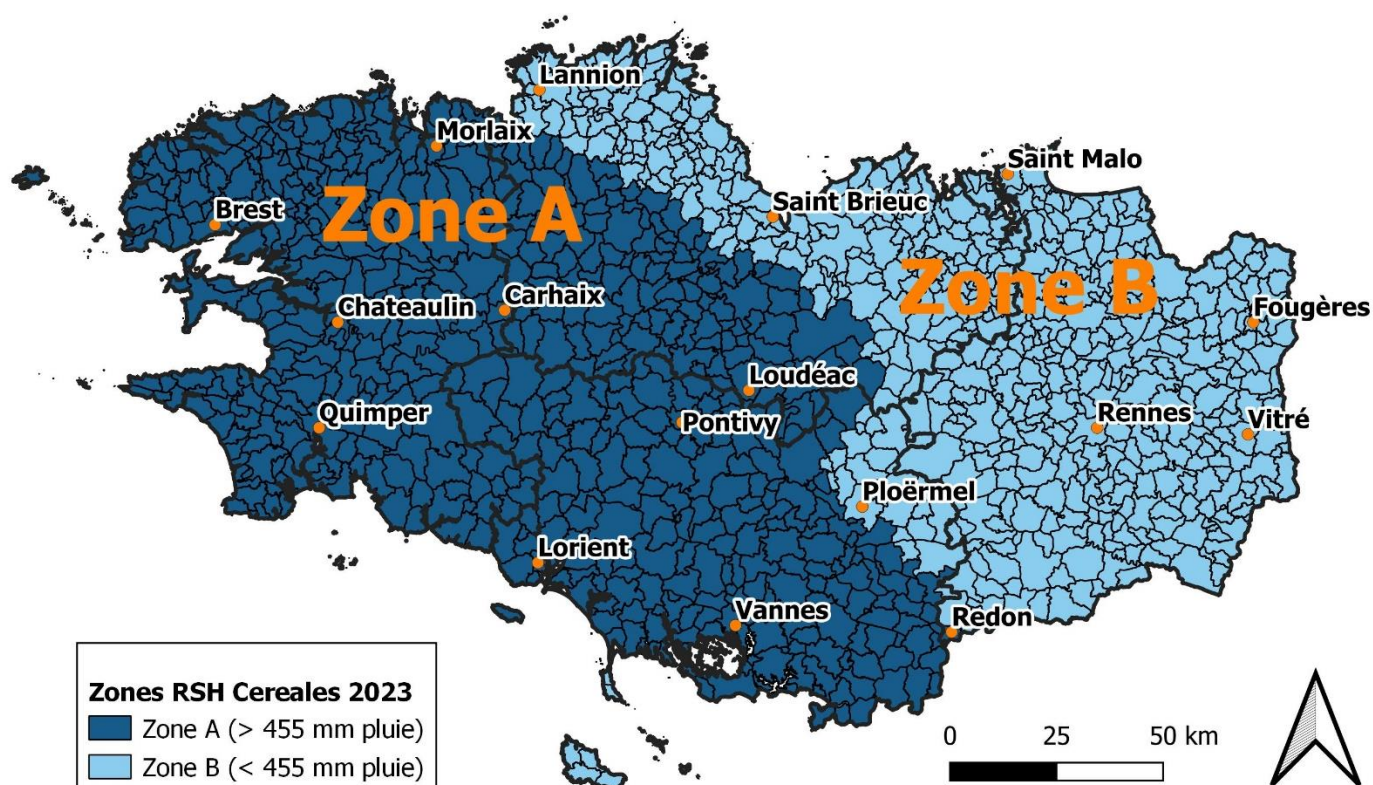 Lannion
Morlaix
Saint Malo
Brest
Zone A
Saint Brieuc
Zone B
Chateaulin
Carhaix
Fougères
Loudéac
Quimper
Pontivy
Rennes
Vitré
Ploërmel
Lorient
Vannes
Redon
Zones RSH Cereales 2023
Zone A (> 455 mm pluie)
Zone B (< 455 mm pluie)
0 25 50 km